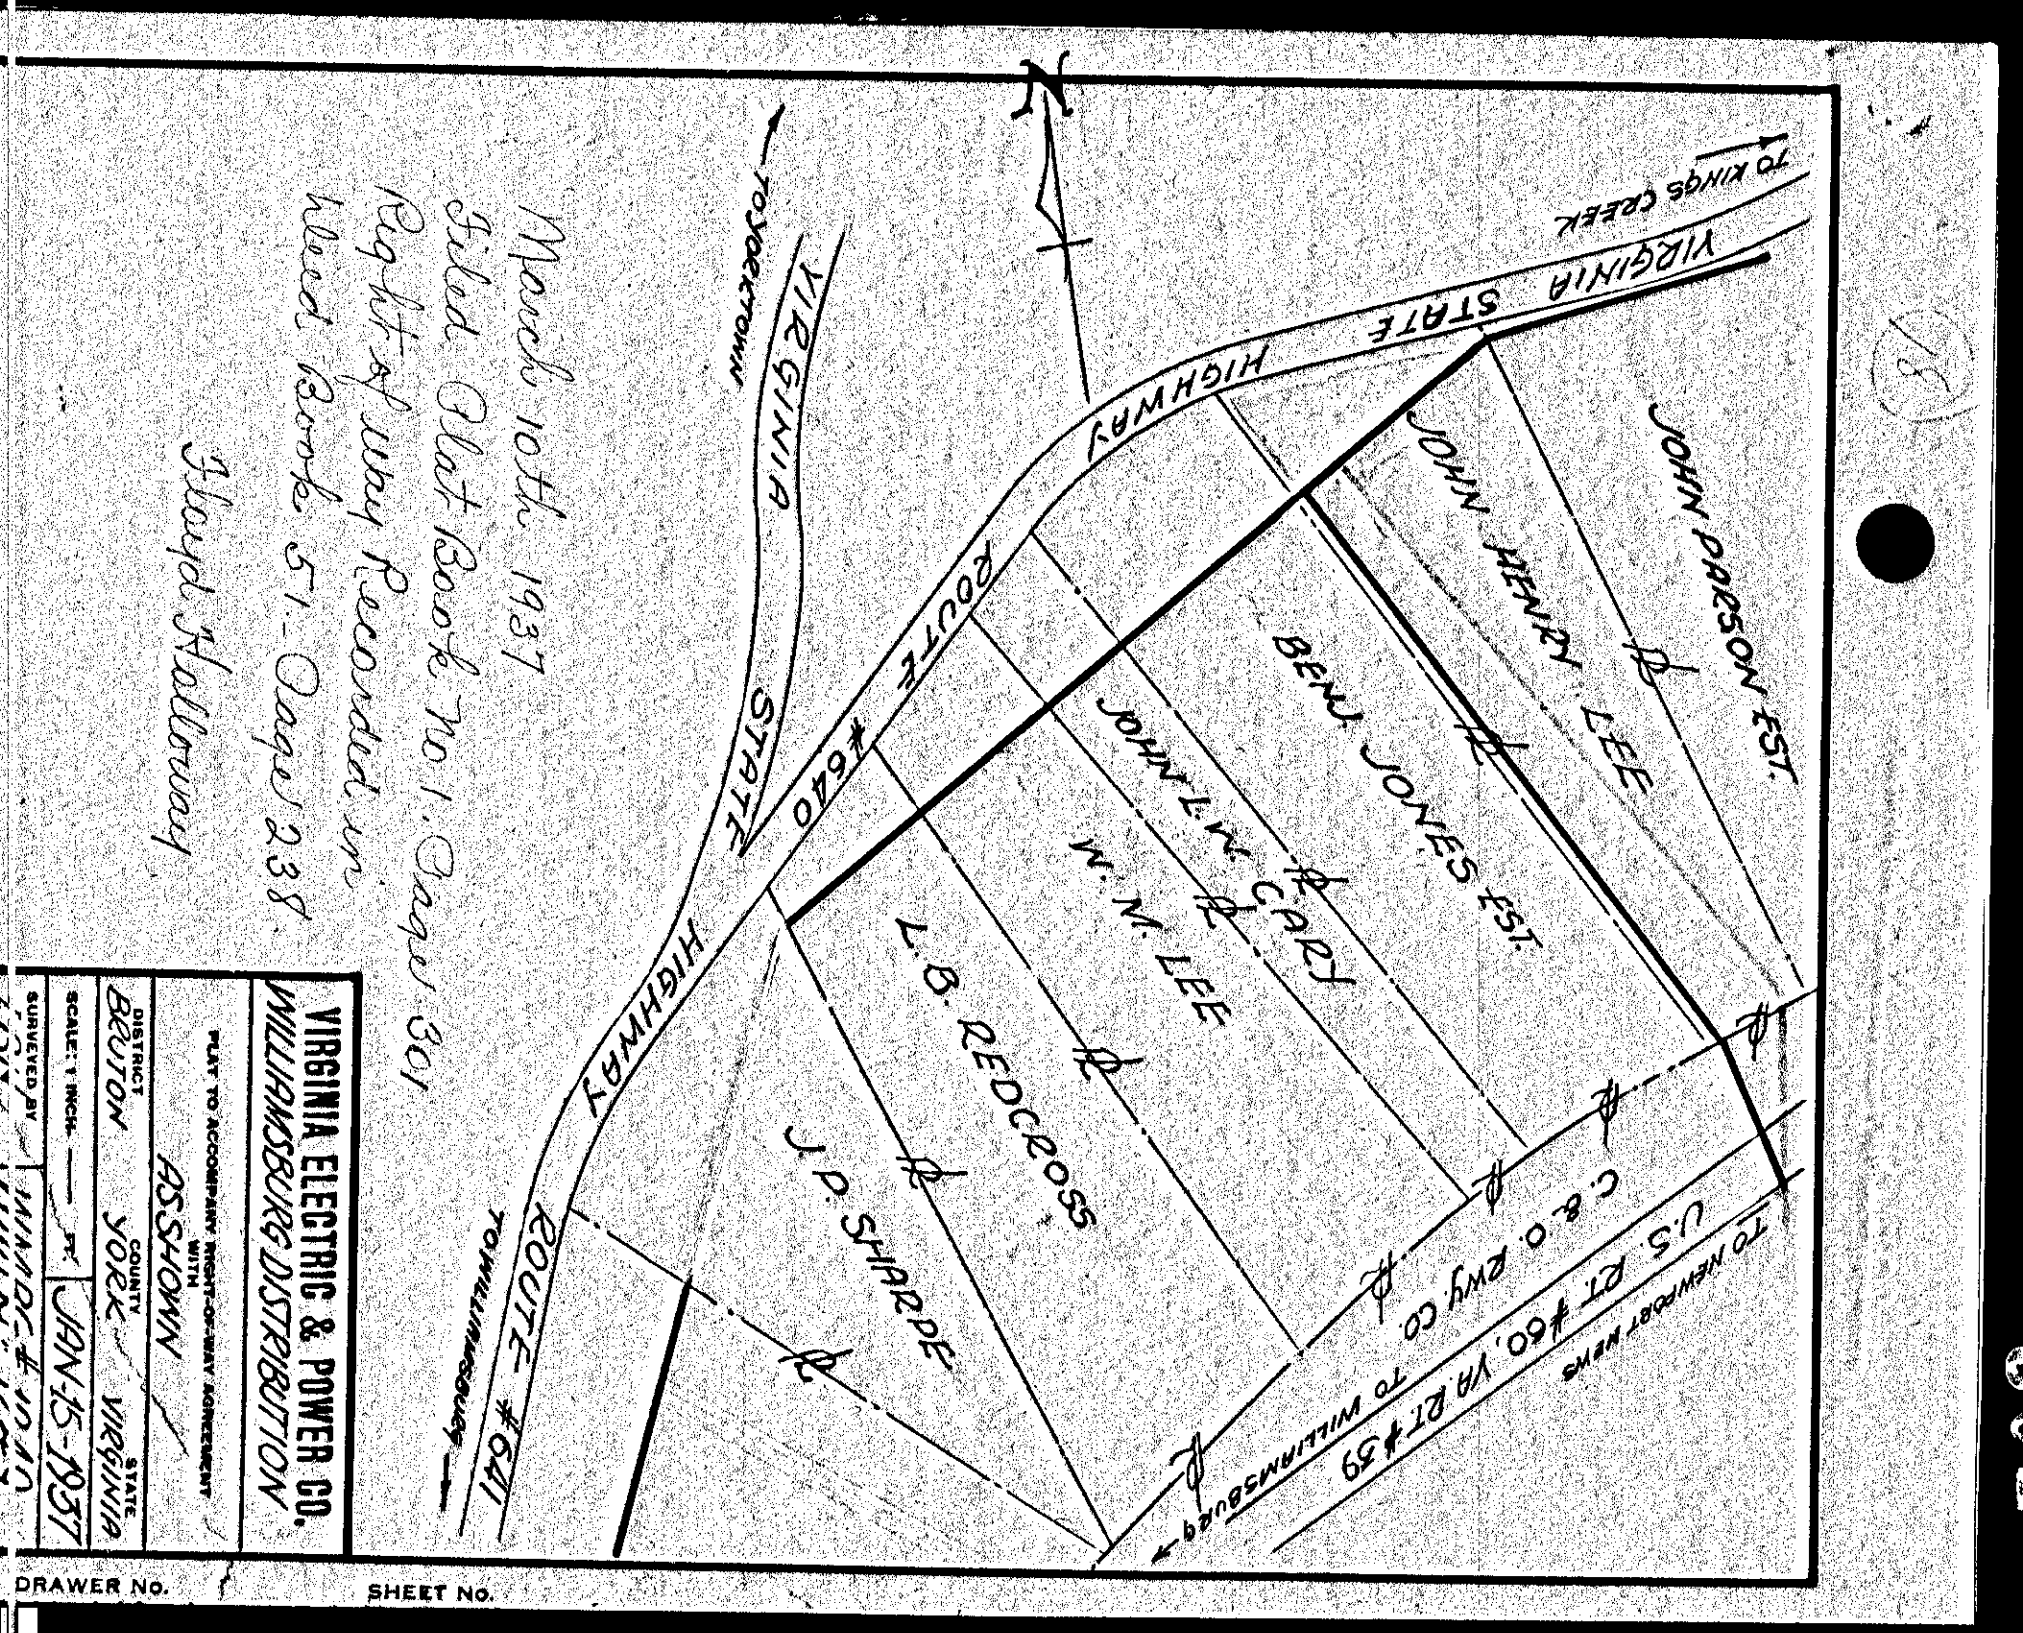 18
N
TO KINGS CREEK
VIRGINIA STATE HIGHWAY ROUTE #640
TO YORKTOWN
VIRGINIA STATE HIGHWAY ROUTE #641
TO WILLIAMSBURG
JOHN PARSON EST.
JOHN HENRY LEE
BENN. JONES EST.
JOHN L.W. CARY
W. M. LEE
L. B. REDCROSS
J. P. SHARPE
C. & O. RWY. CO.
TO WILLIAMSBURG
U.S. RT. #60, VA. RT. #39
TO NEWPORT NEWS
March 10th 1937
Filed Plat Book No 1. Page 301
Right of Way Recorded in
Deed Book 51 - Page 238
Floyd Holloway
VIRGINIA ELECTRIC & POWER CO.
WILLIAMSBURG DISTRIBUTION
PLAT TO ACCOMPANY RIGHT-OF-WAY AGREEMENT
WITH
AS SHOWN
DISTRICT COUNTY STATE
BRUTON YORK VIRGINIA
SCALE: 1 INCH JAN-15-1937
SURVEYED BY
DRAWER NO.
SHEET NO.